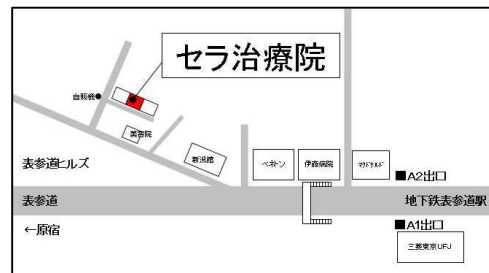 セラ治療院
自販機
美容院
新潟館
ベネトン
伊藤病院
マクドナルド
表参道ヒルズ
■A2出口
表参道
地下鉄表参道駅
←原宿
■A1出口
三菱東京UFJ